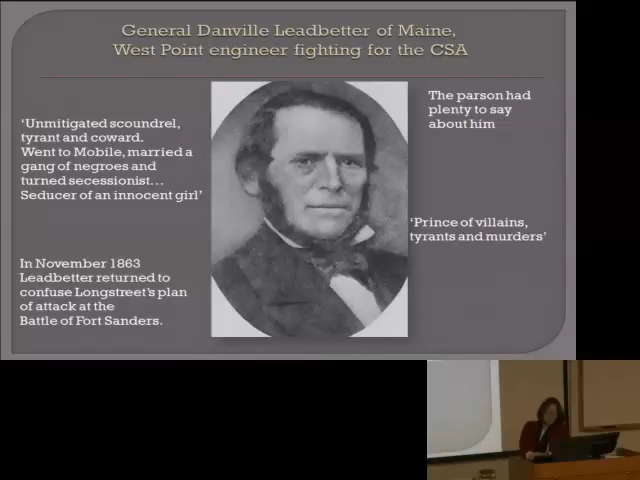 General Danville Leadbetter of Maine,
West Point engineer fighting for the CSA
‘Unmitigated scoundrel,
tyrant and coward.
Went to Mobile, married a
gang of negroes and
turned secessionist…
Seducer of an innocent girl’
In November 1863
Leadbetter returned to
confuse Longstreet’s plan
of attack at the
Battle of Fort Sanders.
The parson had
plenty to say
about him
‘Prince of villains,
tyrants and murders’